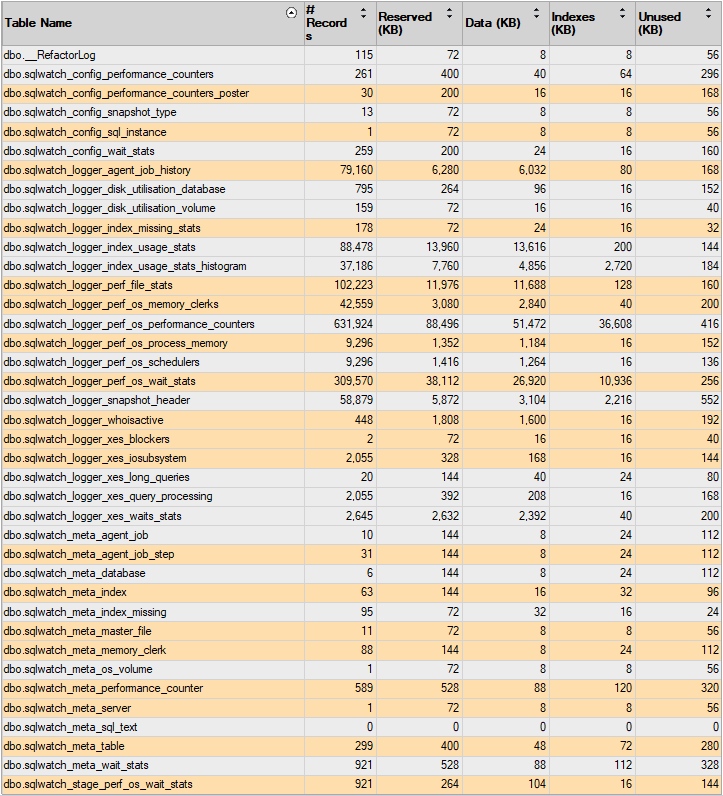 Table Name # Records Reserved (KB) Data (KB) Indexes (KB) Unused (KB)
dbo.__RefactorLog 115 72 8 8 56
dbo.sqlwatch_config_performance_counters 261 400 40 64 296
dbo.sqlwatch_config_performance_counters_poster 30 200 16 16 168
dbo.sqlwatch_config_snapshot_type 13 72 8 8 56
dbo.sqlwatch_config_sql_instance 1 72 8 8 56
dbo.sqlwatch_config_wait_stats 259 200 24 16 160
dbo.sqlwatch_logger_agent_job_history 79,160 6,280 6,032 80 168
dbo.sqlwatch_logger_disk_utilisation_database 795 264 96 16 152
dbo.sqlwatch_logger_disk_utilisation_volume 159 72 16 16 40
dbo.sqlwatch_logger_index_missing_stats 178 72 24 16 32
dbo.sqlwatch_logger_index_usage_stats 88,478 13,960 13,616 200 144
dbo.sqlwatch_logger_index_usage_stats_histogram 37,186 7,760 4,856 2,720 184
dbo.sqlwatch_logger_perf_file_stats 102,223 11,976 11,688 128 160
dbo.sqlwatch_logger_perf_os_memory_clerks 42,559 3,080 2,840 40 200
dbo.sqlwatch_logger_perf_os_performance_counters 631,924 88,496 51,472 36,608 416
dbo.sqlwatch_logger_perf_os_process_memory 9,296 1,352 1,184 16 152
dbo.sqlwatch_logger_perf_os_schedulers 9,296 1,416 1,264 16 136
dbo.sqlwatch_logger_perf_os_wait_stats 309,570 38,112 26,920 10,936 256
dbo.sqlwatch_logger_snapshot_header 58,879 5,872 3,104 2,216 552
dbo.sqlwatch_logger_whoisactive 448 1,808 1,600 16 192
dbo.sqlwatch_logger_xes_blockers 2 72 16 16 40
dbo.sqlwatch_logger_xes_iosubsystem 2,055 328 168 16 144
dbo.sqlwatch_logger_xes_long_queries 20 144 40 24 80
dbo.sqlwatch_logger_xes_query_processing 2,055 392 208 16 168
dbo.sqlwatch_logger_xes_waits_stats 2,645 2,632 2,392 40 200
dbo.sqlwatch_meta_agent_job 10 144 8 24 112
dbo.sqlwatch_meta_agent_job_step 31 144 8 24 112
dbo.sqlwatch_meta_database 6 144 8 24 112
dbo.sqlwatch_meta_index 63 144 16 32 96
dbo.sqlwatch_meta_index_missing 95 72 32 16 24
dbo.sqlwatch_meta_master_file 11 72 8 8 56
dbo.sqlwatch_meta_memory_clerk 88 144 8 24 112
dbo.sqlwatch_meta_os_volume 1 72 8 8 56
dbo.sqlwatch_meta_performance_counter 589 528 88 120 320
dbo.sqlwatch_meta_server 1 72 8 8 56
dbo.sqlwatch_meta_sql_text 0 0 0 0 0
dbo.sqlwatch_meta_table 299 400 48 72 280
dbo.sqlwatch_meta_wait_stats 921 528 88 112 328
dbo.sqlwatch_stage_perf_os_wait_stats 921 264 104 16 144